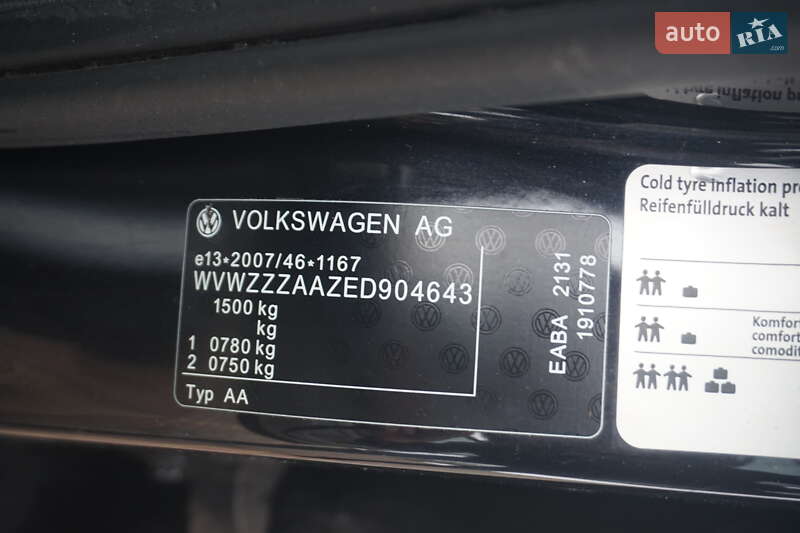 auto RIA .com
VOLKSWAGEN AG
e13*2007/46*1167
WVWZZZAAZED904643
1500 kg
kg
1 0780 kg
2 0750 kg
Typ AA
EABA 2131
1910778
Cold tyre inflation pr
Reifenfülldruck kalt
Komfor
comfort
comodit